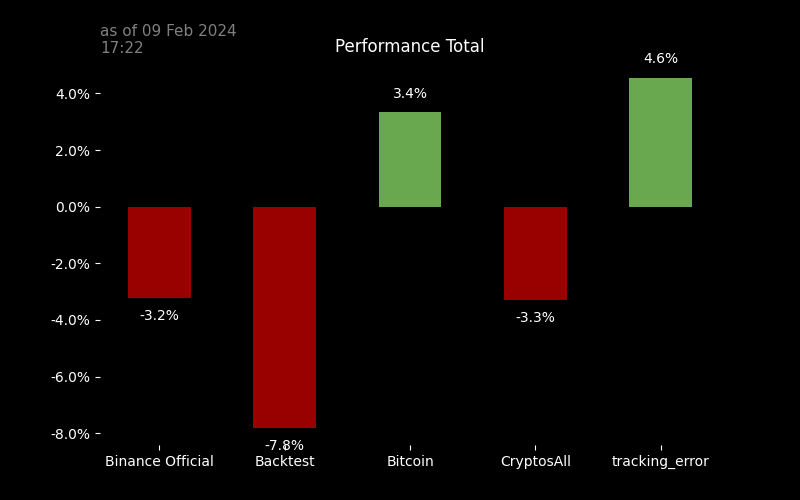 as of 09 Feb 2024
17:22
Performance Total
4.6%
4.0%
3.4%
2.0%
0.0%
-2.0%
-3.2%
-3.3%
-4.0%
-6.0%
-8.0%
-7.8%
Binance Official
Backtest
Bitcoin
CryptosAll
tracking_error